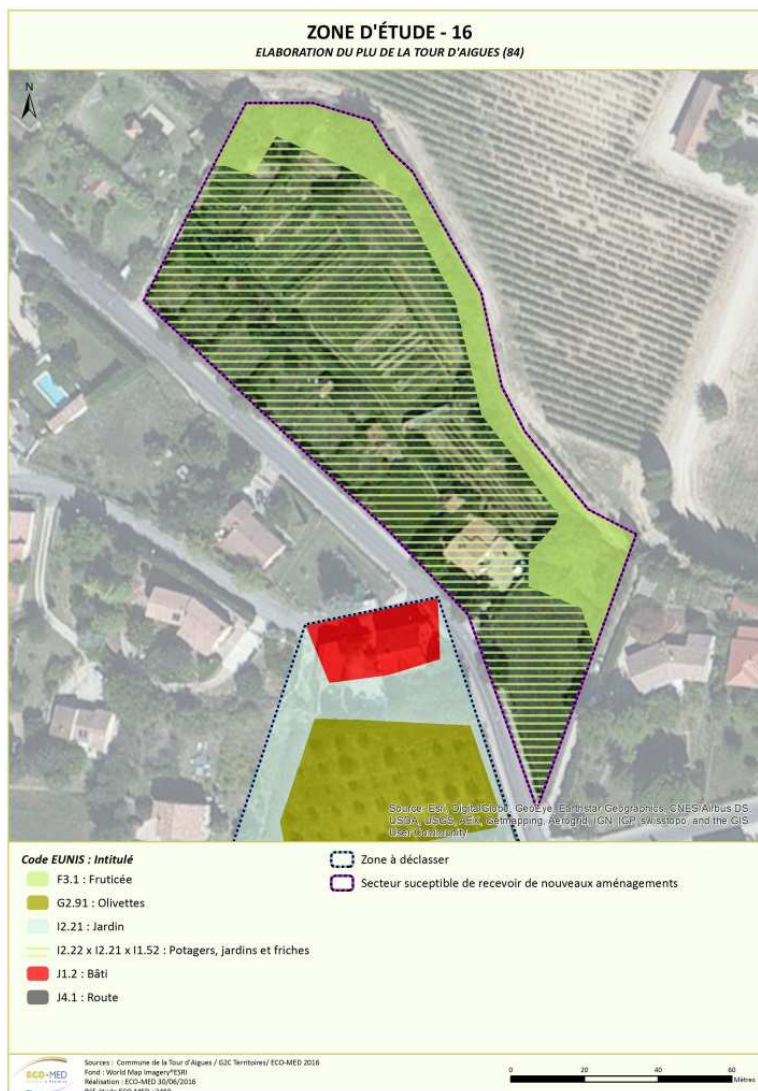 ZONE D'ÉTUDE - 16
ELABORATION DU PLU DE LA TOUR D'AIGUES (84)
N
Source: Esri, DigitalGlobe, GeoEye, Earthstar Geographics, CNES/Airbus DS,
USDA, USGS, AEX, Getmapping, Aerogrid, IGN, IGP, swisstopo, and the GIS
User Community
Code EUNIS : Intitulé
F3.1 : Fruticée
G2.91 : Olivettes
I2.21 : Jardin
I2.22 x I2.21 x I1.52 : Potagers, jardins et friches
J1.2 : Bâti
J4.1 : Route
Zone à déclasser
Secteur suceptible de recevoir de nouveaux aménagements
ECO-MED
Sources : Commune de la Tour d'Aigues / G2C Territoires/ ECO-MED 2016
Fond : World Map Imagery®ESRI
Réalisation : ECO-MED 30/06/2016
0 20 40 60
Mètres